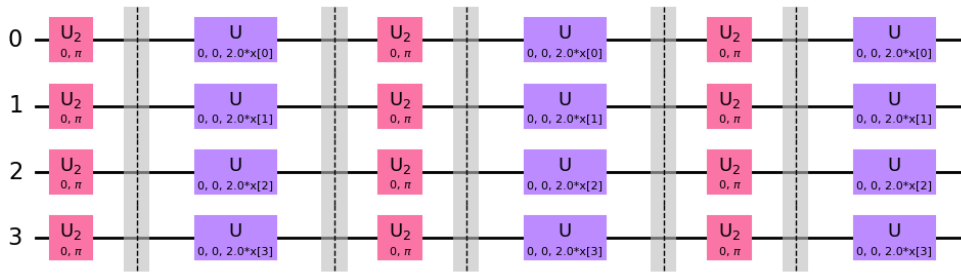 0 U₂ U U₂ U U₂ U
0, π 0, 0, 2.0*x[0] 0, π 0, 0, 2.0*x[0] 0, π 0, 0, 2.0*x[0]
1 U₂ U U₂ U U₂ U
0, π 0, 0, 2.0*x[1] 0, π 0, 0, 2.0*x[1] 0, π 0, 0, 2.0*x[1]
2 U₂ U U₂ U U₂ U
0, π 0, 0, 2.0*x[2] 0, π 0, 0, 2.0*x[2] 0, π 0, 0, 2.0*x[2]
3 U₂ U U₂ U U₂ U
0, π 0, 0, 2.0*x[3] 0, π 0, 0, 2.0*x[3] 0, π 0, 0, 2.0*x[3]